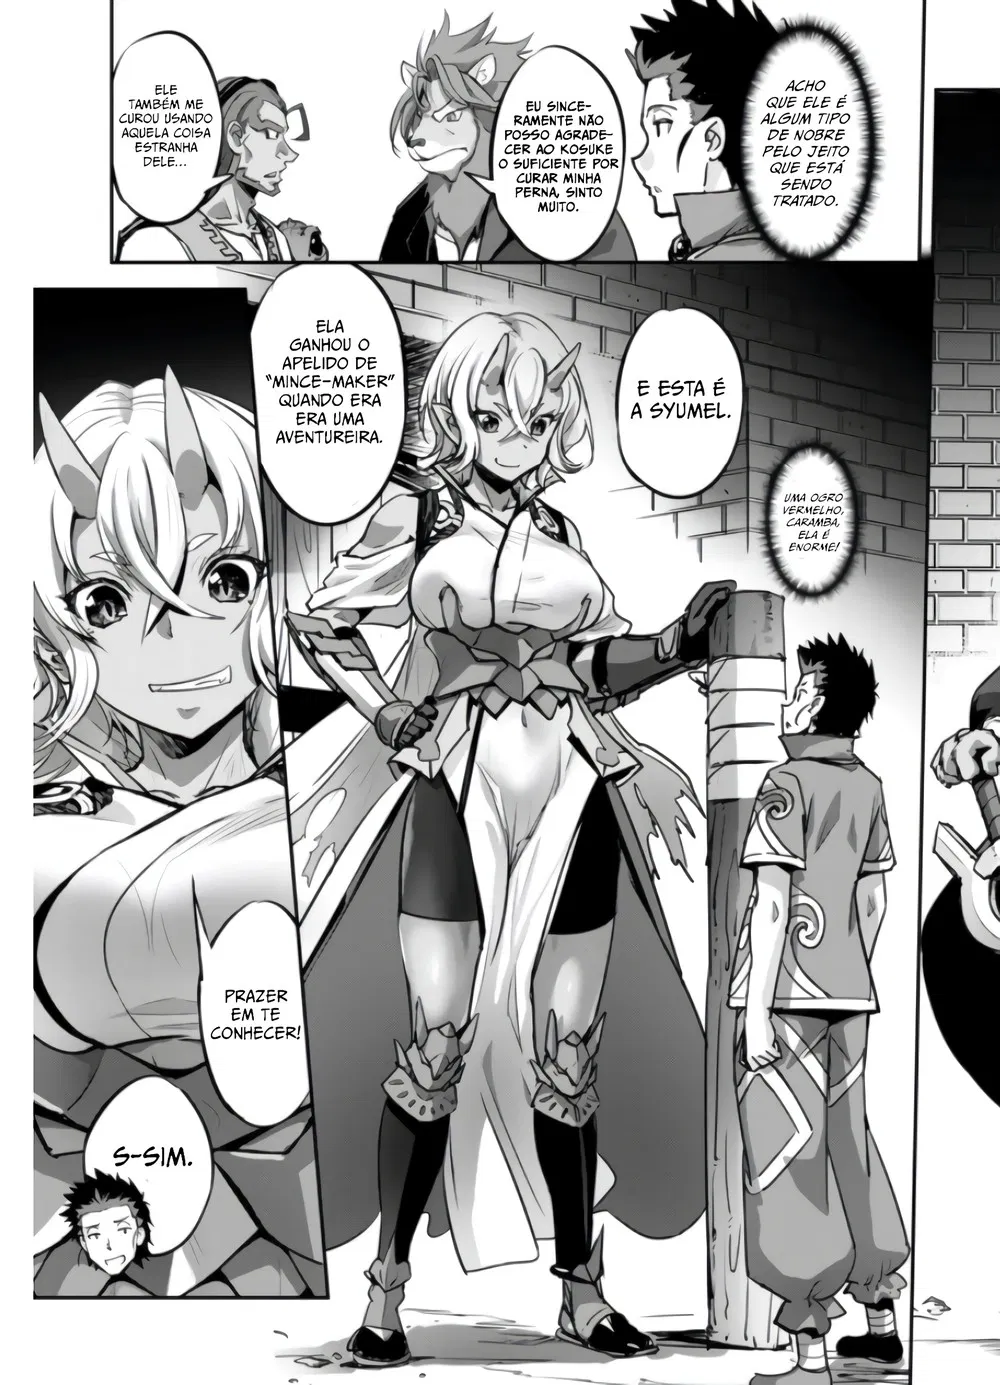 ACHO
QUE ELE É
ALGUM TIPO
DE NOBRE
PELO JEITO
QUE ESTÁ
SENDO
TRATADO.
EU SINCE-
RAMENTE NÃO
POSSO AGRADE-
CER AO KOSUKE
O SUFICIENTE POR
CURAR MINHA
PERNA, SINTO
MUITO.
ELE
TAMBÉM ME
CUROU USANDO
AQUELA COISA
ESTRANHA
DELE...
E ESTA É
A SYUMEL.
UMA OGRO
VERMELHO,
CARAMBA,
ELA É
ENORME!
ELA
GANHOU O
APELIDO DE
"MINCE-MAKER"
QUANDO ERA
ERA UMA
AVENTUREIRA.
PRAZER
EM TE
CONHECER!
S-SIM.